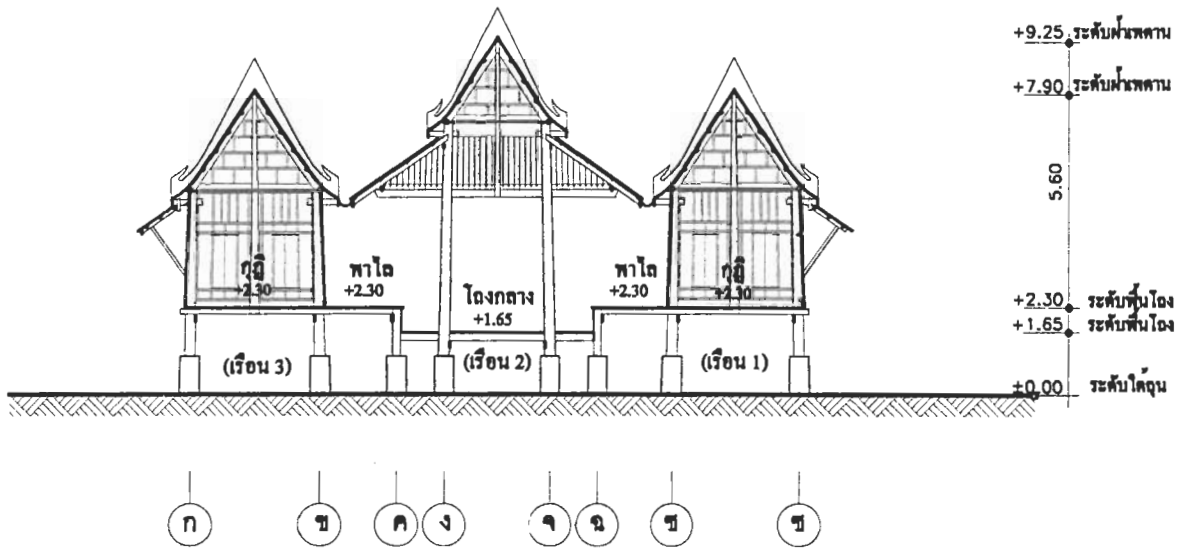 +9.25 ระดับฝ้าเพดาน
+7.90 ระดับฝ้าเพดาน
5.60
กุฏิ
+2.30
พาไล
+2.30
โถงกลาง
+1.65
พาไล
+2.30
กุฏิ
+2.30
+2.30 ระดับพื้นโถง
+1.65 ระดับพื้นโถง
(เรือน 3)
(เรือน 2)
(เรือน 1)
±0.00 ระดับใต้ถุน
ก ข ค ง จ ฉ ช ซ